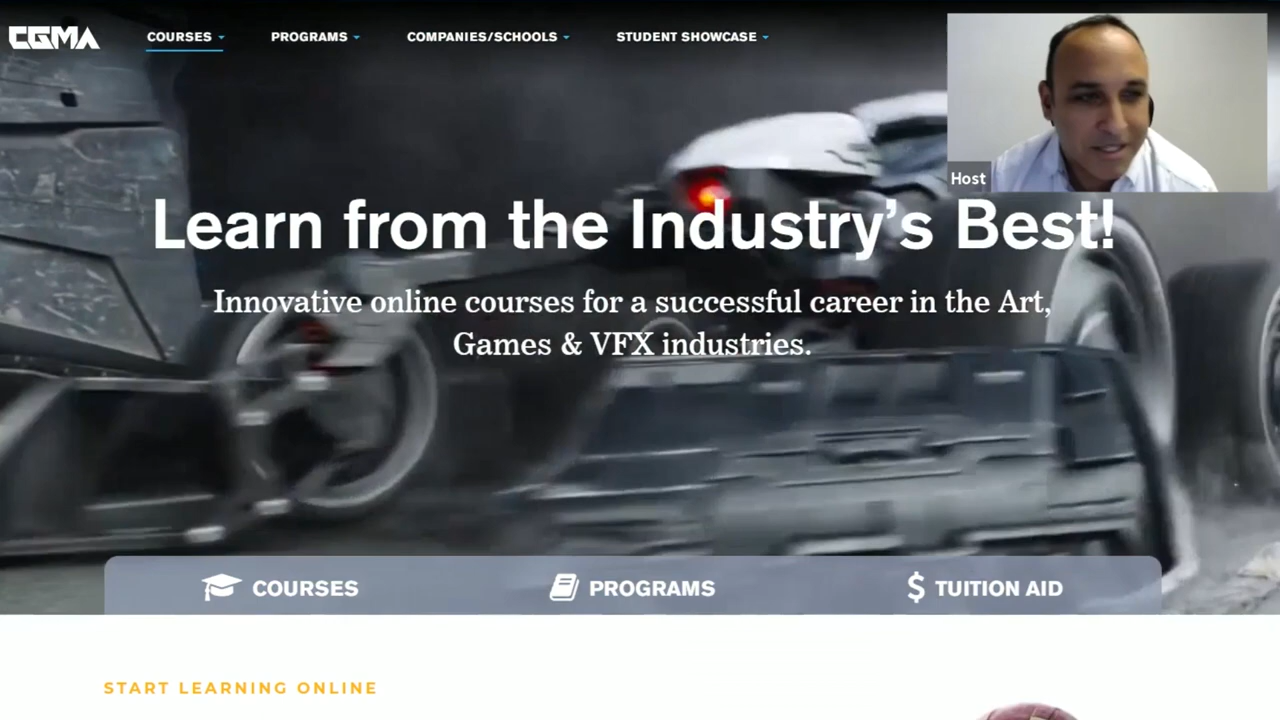 CGMA
COURSES
PROGRAMS
COMPANIES/SCHOOLS
STUDENT SHOWCASE
Host
Learn from the Industry’s Best!
Innovative online courses for a successful career in the Art,
Games & VFX industries.
COURSES
PROGRAMS
$ TUITION AID
START LEARNING ONLINE